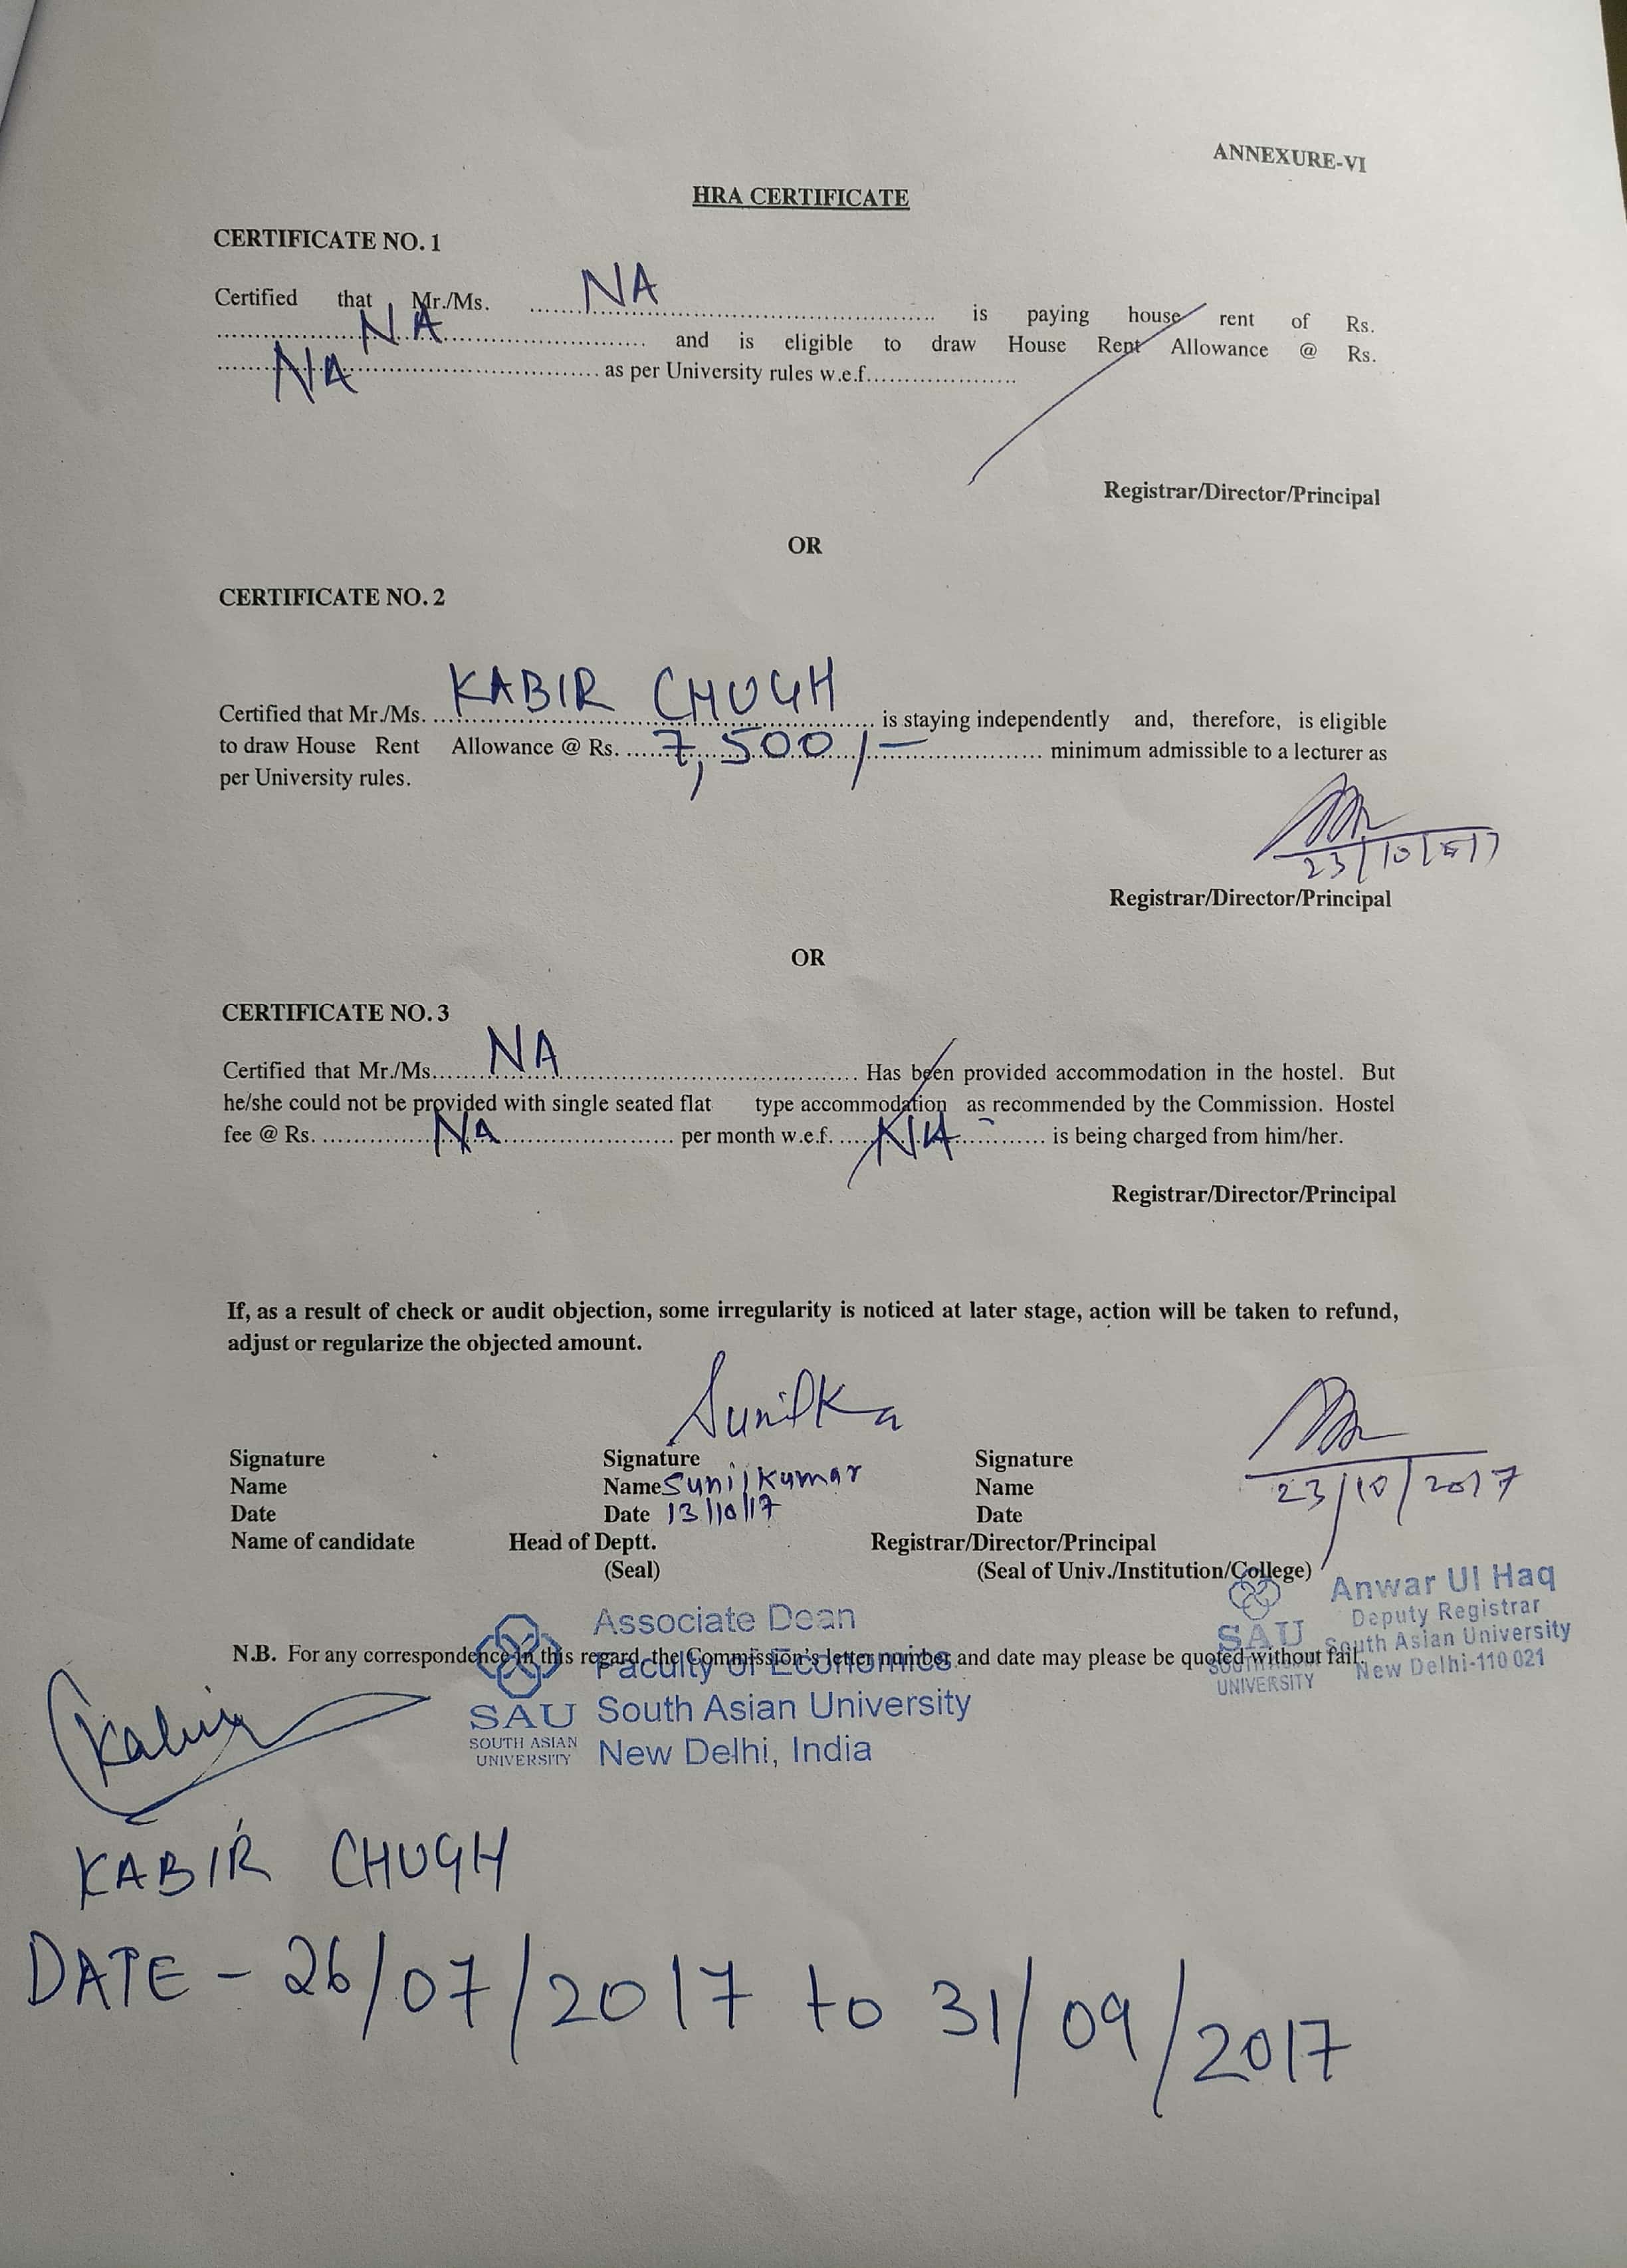 ANNEXURE-VI
HRA CERTIFICATE
CERTIFICATE NO. 1
Certified that Mr./Ms. NA is paying house rent of Rs.
NA and is eligible to draw House Rent Allowance @ Rs.
NA as per University rules w.e.f.....................
Registrar/Director/Principal
OR
CERTIFICATE NO. 2
Certified that Mr./Ms. KABIR CHUGH is staying independently and, therefore, is eligible
to draw House Rent Allowance @ Rs. 7,500/- minimum admissible to a lecturer as
per University rules.
23/10/2017
Registrar/Director/Principal
OR
CERTIFICATE NO. 3
Certified that Mr./Ms. NA Has been provided accommodation in the hostel. But
he/she could not be provided with single seated flat type accommodation as recommended by the Commission. Hostel
fee @ Rs. NA per month w.e.f. NA is being charged from him/her.
Registrar/Director/Principal
If, as a result of check or audit objection, some irregularity is noticed at later stage, action will be taken to refund,
adjust or regularize the objected amount.
SunilKa
Signature Signature Signature
Name Name Sunil Kumar Name
Date Date 13/10/17 Date 23/10/2017
Name of candidate Head of Deptt. Registrar/Director/Principal
(Seal) (Seal of Univ./Institution/College)
Anwar Ul Haq
Deputy Registrar
South Asian University
New Delhi-110 021
SAU
SOUTH ASIAN
UNIVERSITY
Associate Dean
N.B. For any correspondence in this regard, the Commission's letter number and date may please be quoted without fail.
Faculty of Economics
South Asian University
New Delhi, India
SAU
SOUTH ASIAN
UNIVERSITY
Kabir
KABIR CHUGH
DATE - 26/07/2017 to 31/09/2017